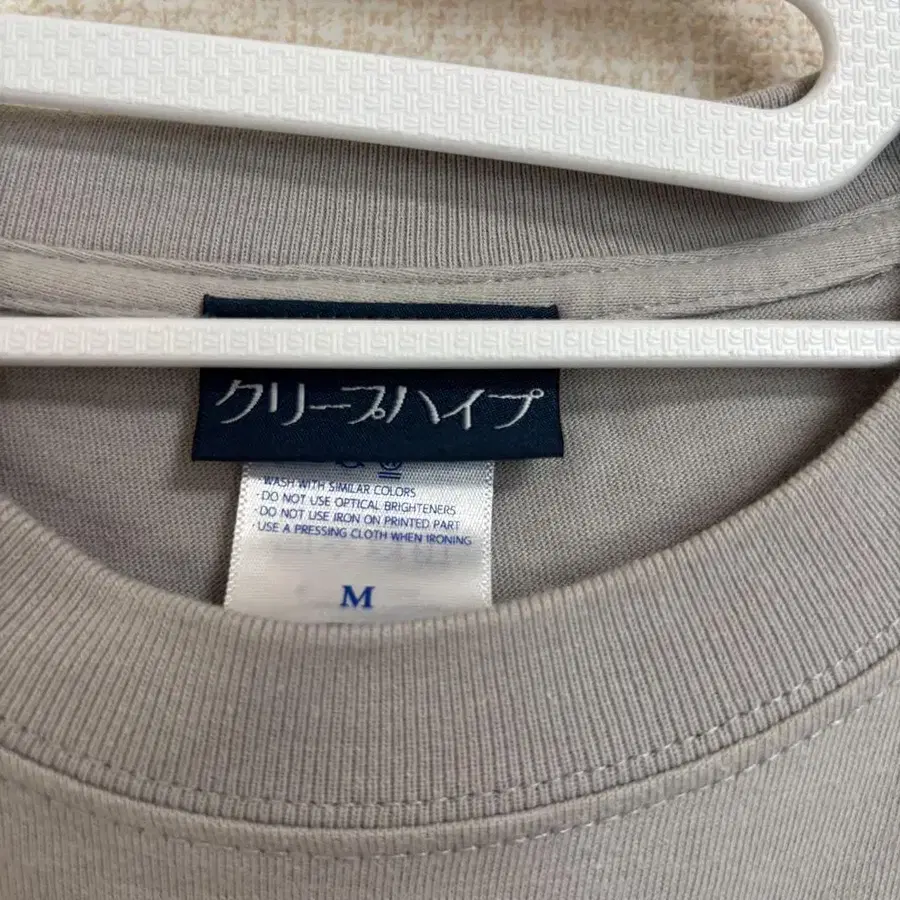 クリープハイプ
WASH WITH SIMILAR COLORS
・DO NOT USE OPTICAL BRIGHTENERS
・DO NOT USE IRON ON PRINTED PART
・USE A PRESSING CLOTH WHEN IRONING
M